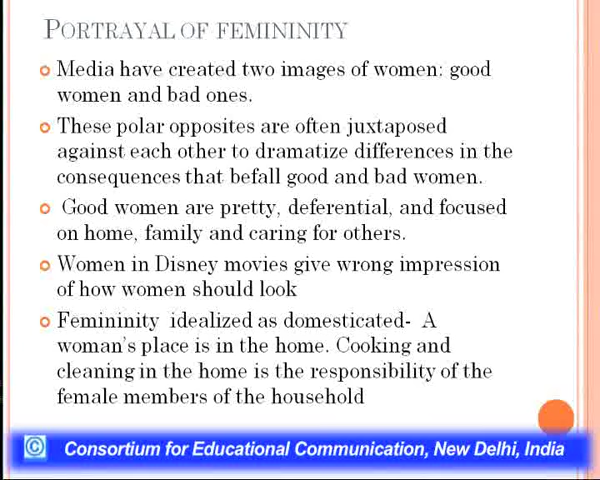 PORTRAYAL OF FEMININITY
Media have created two images of women: good
women and bad ones.
These polar opposites are often juxtaposed
against each other to dramatize differences in the
consequences that befall good and bad women.
Good women are pretty, deferential, and focused
on home, family and caring for others.
Women in Disney movies give wrong impression
of how women should look
Femininity idealized as domesticated- A
woman's place is in the home. Cooking and
cleaning in the home is the responsibility of the
female members of the household
© Consortium for Educational Communication, New Delhi, India